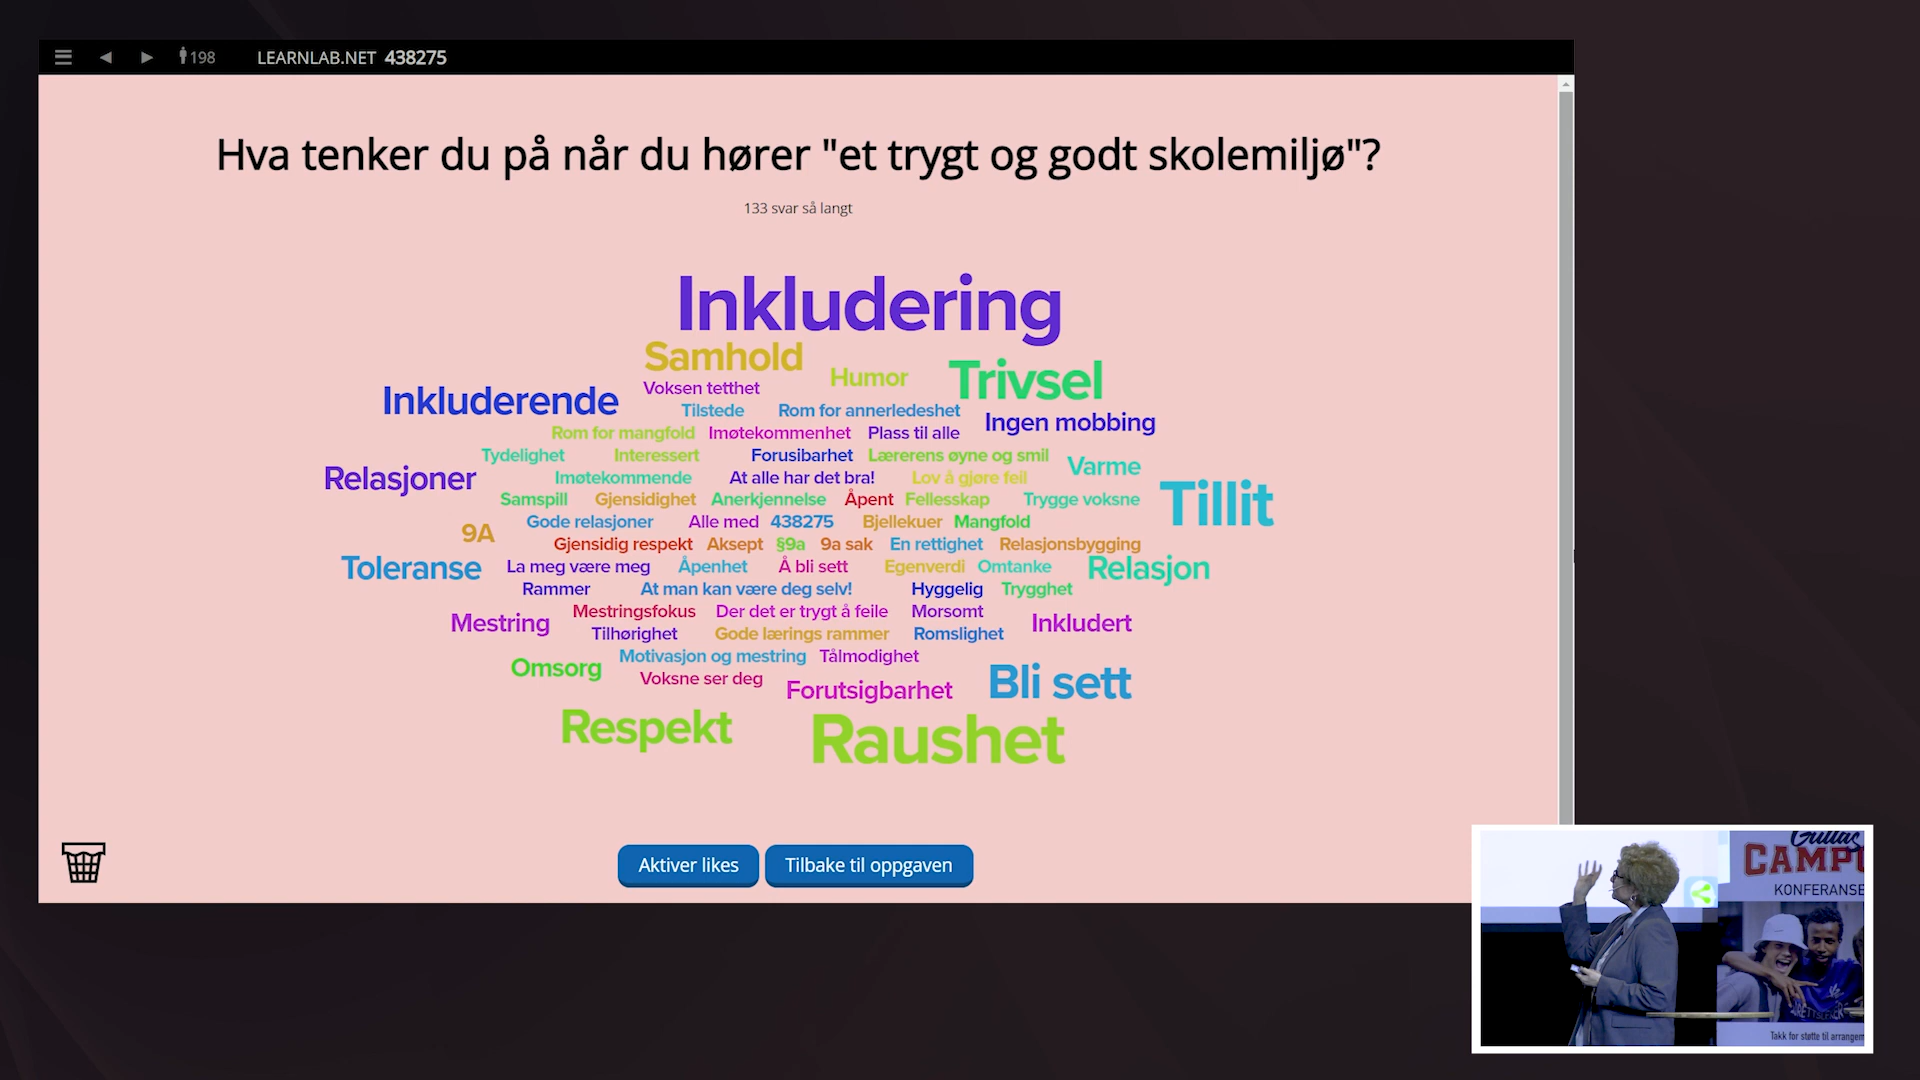 198 LEARNLAB.NET 438275
Hva tenker du på når du hører "et trygt og godt skolemiljø"?
133 svar så langt
Inkludering
Samhold Humor Trivsel
Inkluderende Voksen tetthet
Tilstede Rom for annerledeshet Ingen mobbing
Rom for mangfold Imøtekommenhet Plass til alle
Tydelighet Interessert Forusibarhet Lærerens øyne og smil Varme
Relasjoner Imøtekommende At alle har det bra! Lov å gjøre feil
Samspill Gjensidighet Anerkjennelse Åpent Fellesskap Trygge voksne Tillit
9A Gode relasjoner Alle med 438275 Bjellekuer Mangfold
Gjensidig respekt Aksept §9a 9a sak En rettighet Relasjonsbygging
Toleranse La meg være meg Åpenhet Å bli sett Egenverdi Omtanke Relasjon
Rammer At man kan være deg selv! Hyggelig Trygghet
Mestring Mestringsfokus Der det er trygt å feile Morsomt Inkludert
Tilhørighet Gode lærings rammer Romslighet
Omsorg Motivasjon og mestring Tålmodighet
Voksne ser deg Forutsigbarhet Bli sett
Respekt Raushet
Aktiver likes Tilbake til oppgaven
CAMP
KONFERANSE
Takk for støtte til arrangem